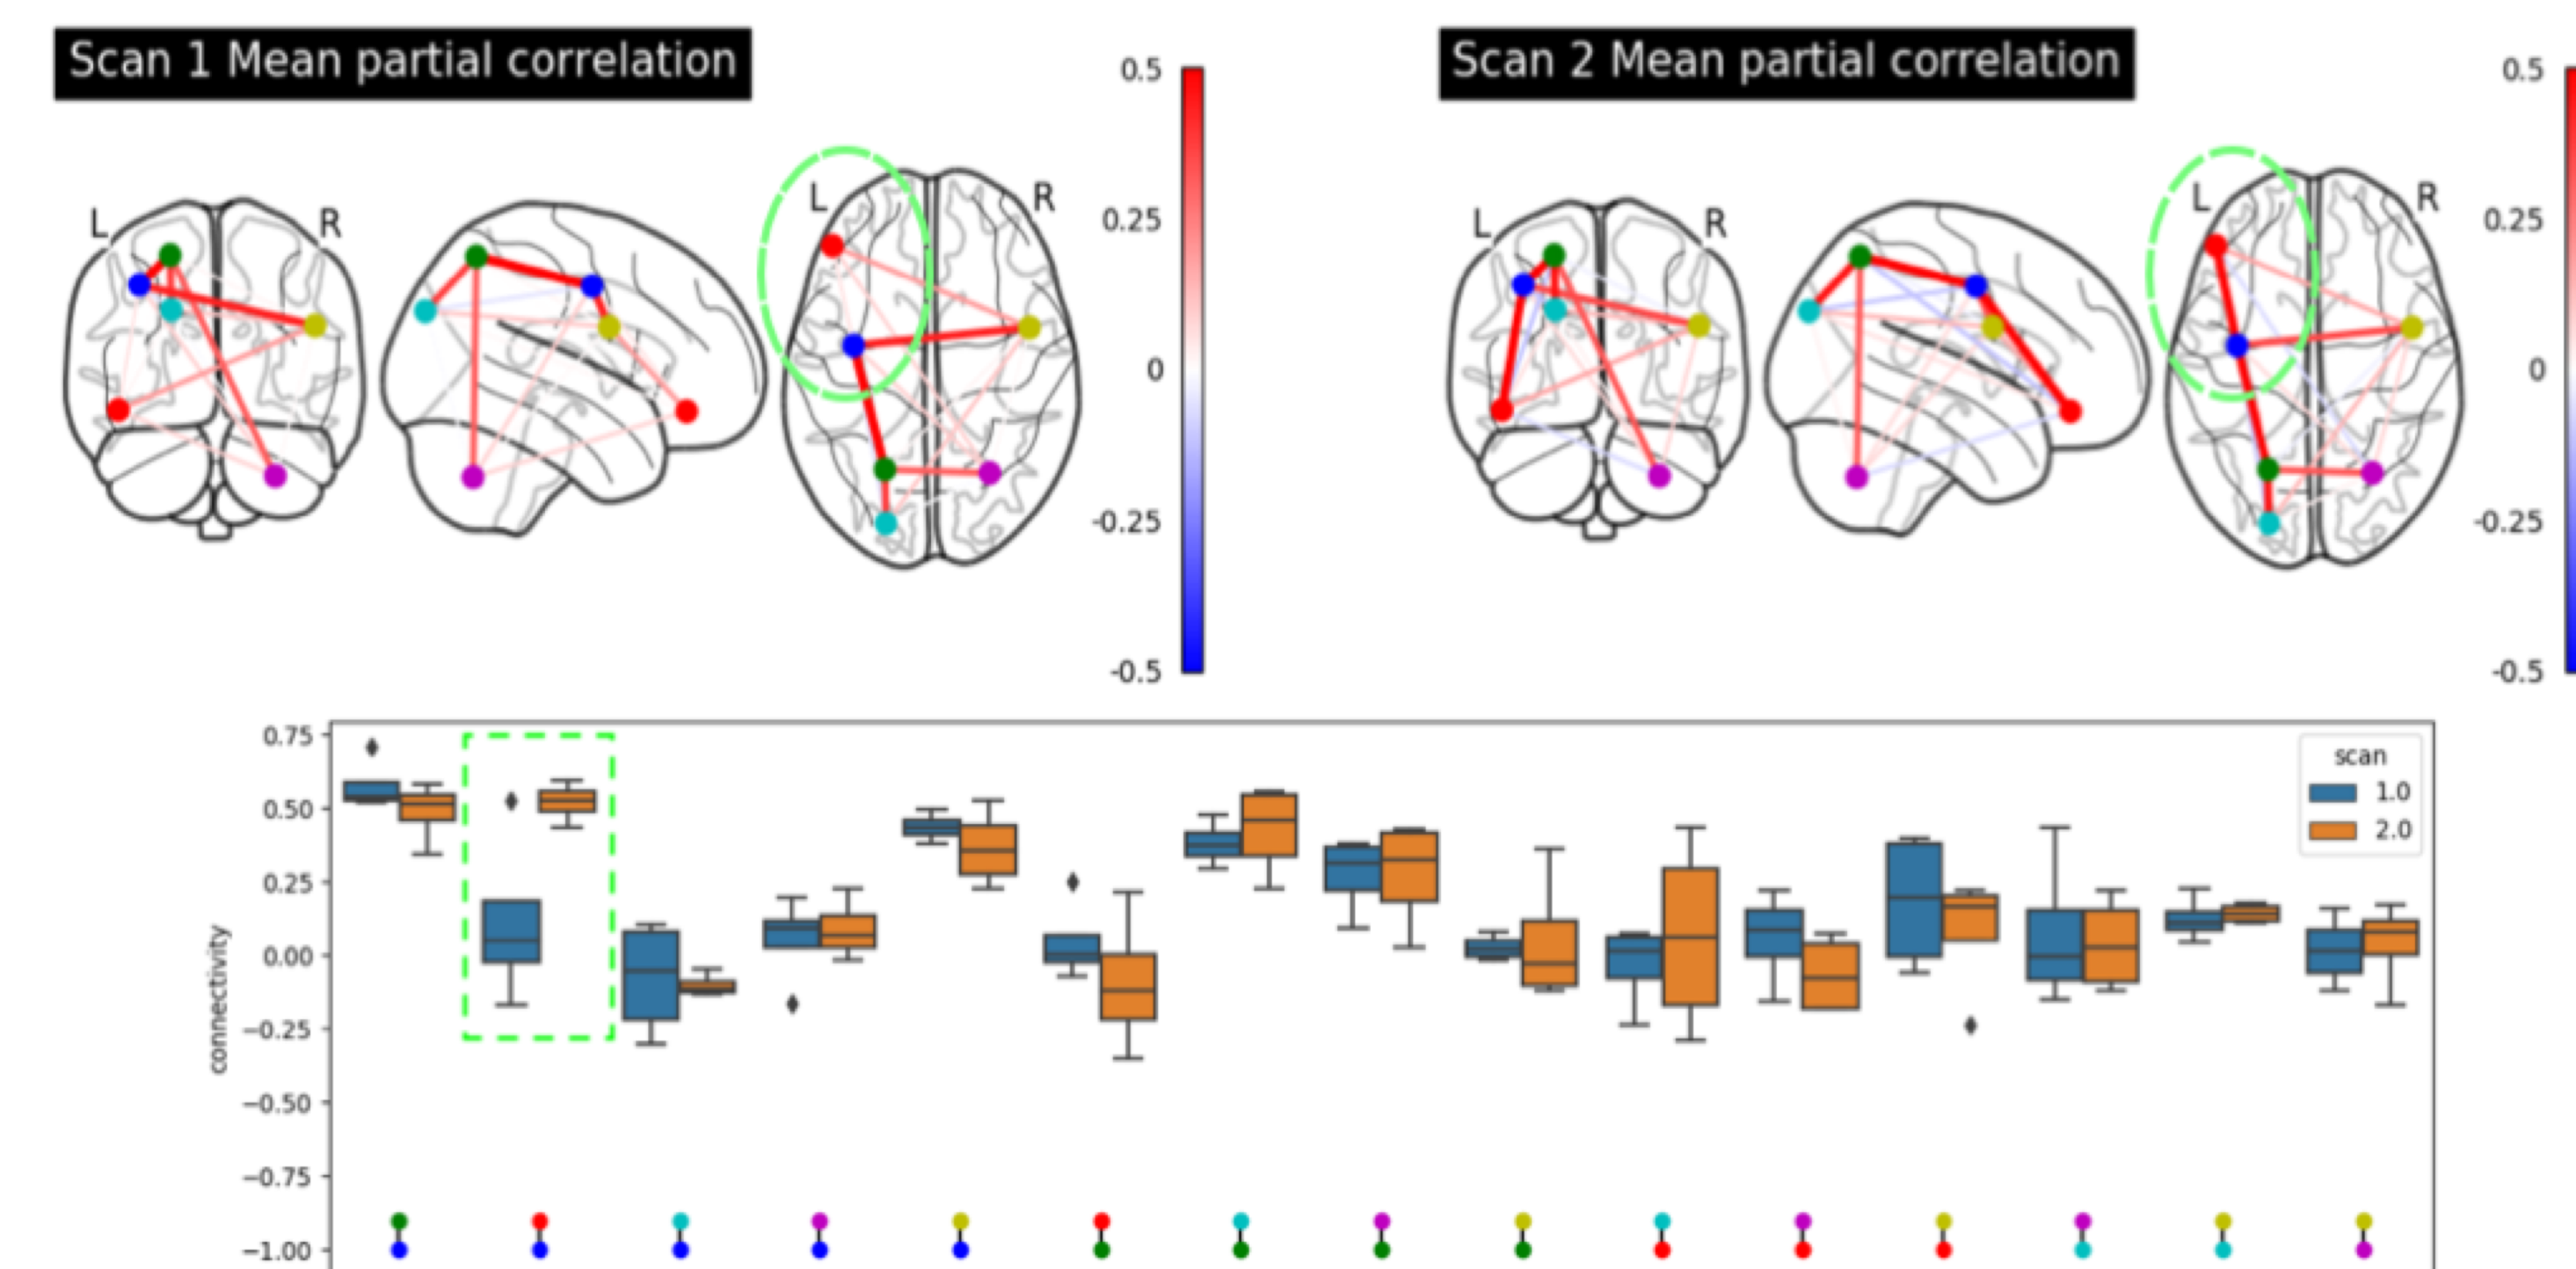 Scan 1 Mean partial correlation
0.5
0.25
0
-0.25
-0.5
L
R
L
R
Scan 2 Mean partial correlation
0.5
0.25
0
-0.25
-0.5
L
R
L
R
connectivity
0.75
0.50
0.25
0.00
−0.25
−0.50
−0.75
−1.00
scan
1.0
2.0